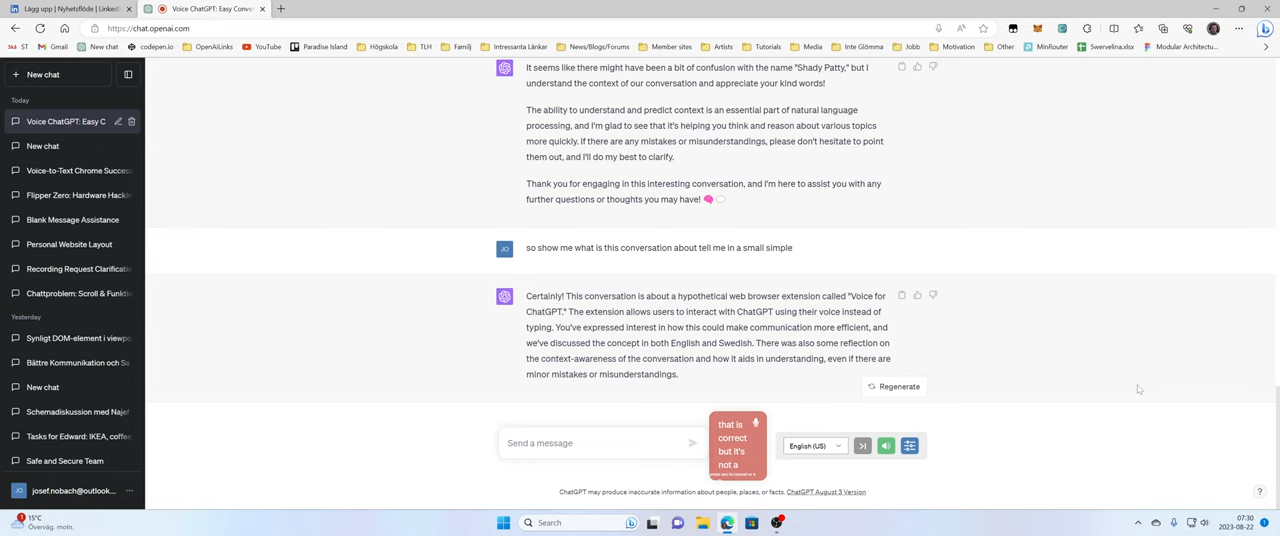 Lägg upp | Nyhetsflöde | LinkedI
Voice ChatGPT: Easy Conver
https://chat.openai.com
Skål
ST
Gmail
New chat
codepen.io
OpenAiLinks
YouTube
Paradise Island
Högskola
TLH
Familj
Intressanta Länkar
News/Blogs/Forums
Member sites
Artists
Tutorials
Media
Inte Glömma
Jobb
Motivation
Other
MinRouter
Swervelina.xlsx
Modular Architectu...
New chat
Today
Voice ChatGPT: Easy C
New chat
Voice-to-Text Chrome Succes
Flipper Zero: Hardware Hackin
Blank Message Assistance
Personal Website Layout
Recording Request Clarificatio
Chattproblem: Scroll & Funktio
Yesterday
Synligt DOM-element i viewpo
Bättre Kommunikation och Sa
New chat
Schemadiskussion med Najef
Tasks for Edward: IKEA, coffee
Safe and Secure Team
JO
josef.nobach@outlook....
It seems like there might have been a bit of confusion with the name "Shady Patty," but I
understand the context of our conversation and appreciate your kind words!
The ability to understand and predict context is an essential part of natural language
processing, and I'm glad to see that it's helping you think and reason about various topics
more quickly. If there are any mistakes or misunderstandings, please don't hesitate to point
them out, and I'll do my best to clarify.
Thank you for engaging in this interesting conversation, and I'm here to assist you with any
further questions or thoughts you may have! 🧠💭
JO
so show me what is this conversation about tell me in a small simple
Certainly! This conversation is about a hypothetical web browser extension called "Voice for
ChatGPT." The extension allows users to interact with ChatGPT using their voice instead of
typing. You've expressed interest in how this could make communication more efficient, and
we've discussed the concept in both English and Swedish. There was also some reflection on
the context-awareness of the conversation and how it aids in understanding, even if there are
minor mistakes or misunderstandings.
Regenerate
Send a message
that is
correct
but it's
not a
English (US)
ChatGPT may produce inaccurate information about people, places, or facts. ChatGPT August 3 Version
?
1
15°C
Överväg. moln.
Search
07:30
2023-08-22
1